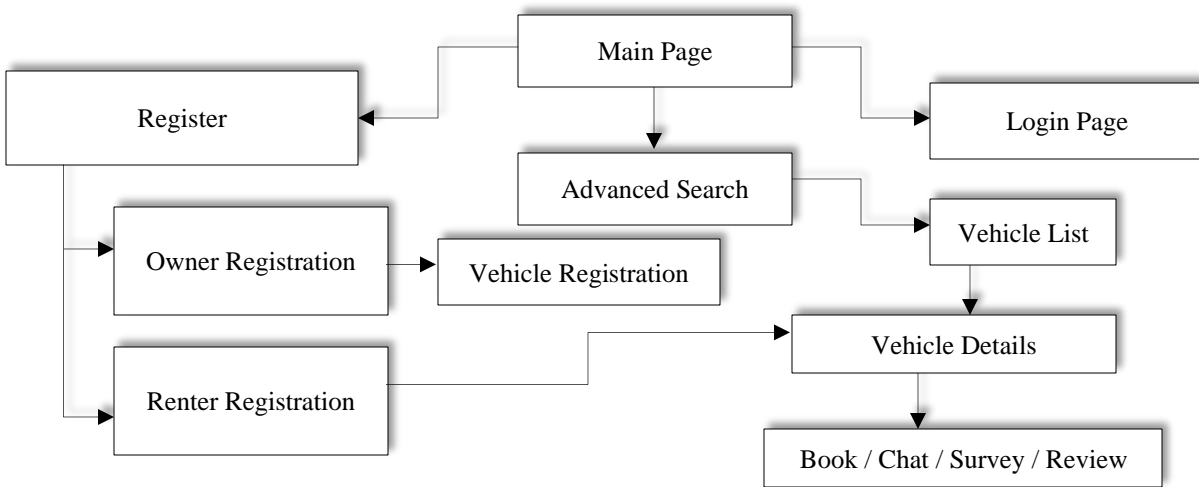 Main Page
Register
Login Page
Advanced Search
Vehicle List
Owner Registration
Vehicle Registration
Vehicle Details
Renter Registration
Book / Chat / Survey / Review